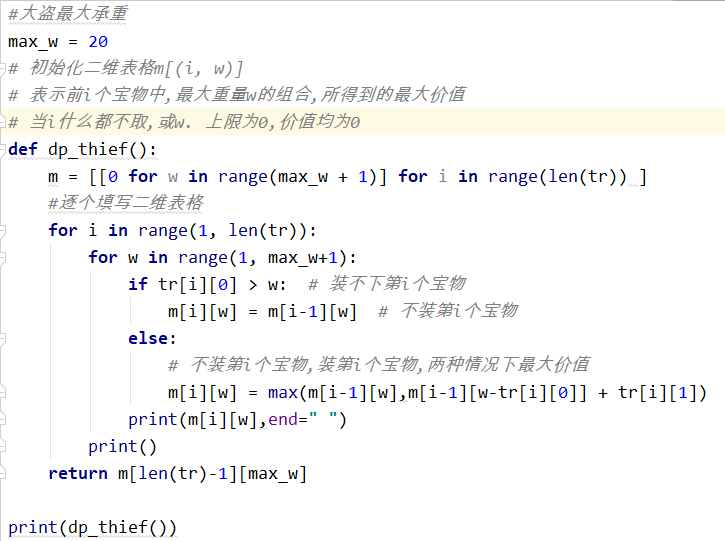 #大盗最大承重
max_w = 20
# 初始化二维表格m[(i, w)]
# 表示前i个宝物中,最大重量w的组合,所得到的最大价值
# 当i什么都不取,或w. 上限为0,价值均为0
def dp_thief():
    m = [[0 for w in range(max_w + 1)] for i in range(len(tr)) ]
    #逐个填写二维表格
    for i in range(1, len(tr)):
        for w in range(1, max_w+1):
            if tr[i][0] > w:  # 装不下第i个宝物
                m[i][w] = m[i-1][w]  # 不装第i个宝物
            else:
                # 不装第i个宝物,装第i个宝物,两种情况下最大价值
                m[i][w] = max(m[i-1][w],m[i-1][w-tr[i][0]] + tr[i][1])
            print(m[i][w],end=" ")
        print()
    return m[len(tr)-1][max_w]
print(dp_thief())